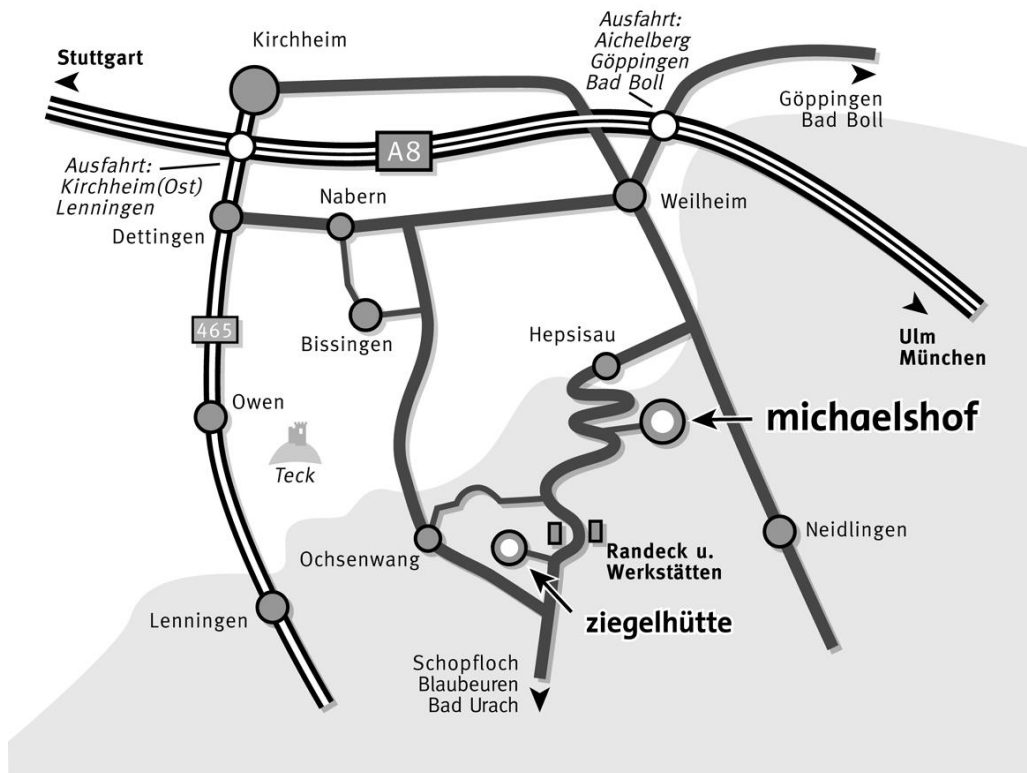 Ausfahrt:
Aichelberg
Göppingen
Bad Boll
Kirchheim
Stuttgart
Göppingen
Bad Boll
A8
Ausfahrt:
Kirchheim(Ost)
Lenningen
Nabern
Weilheim
Dettingen
465
Bissingen
Hepsisau
Ulm
München
Owen
michaelshof
Teck
Neidlingen
Ochsenwang
Randeck u.
Werkstätten
Lenningen
ziegelhütte
Schopfloch
Blaubeuren
Bad Urach